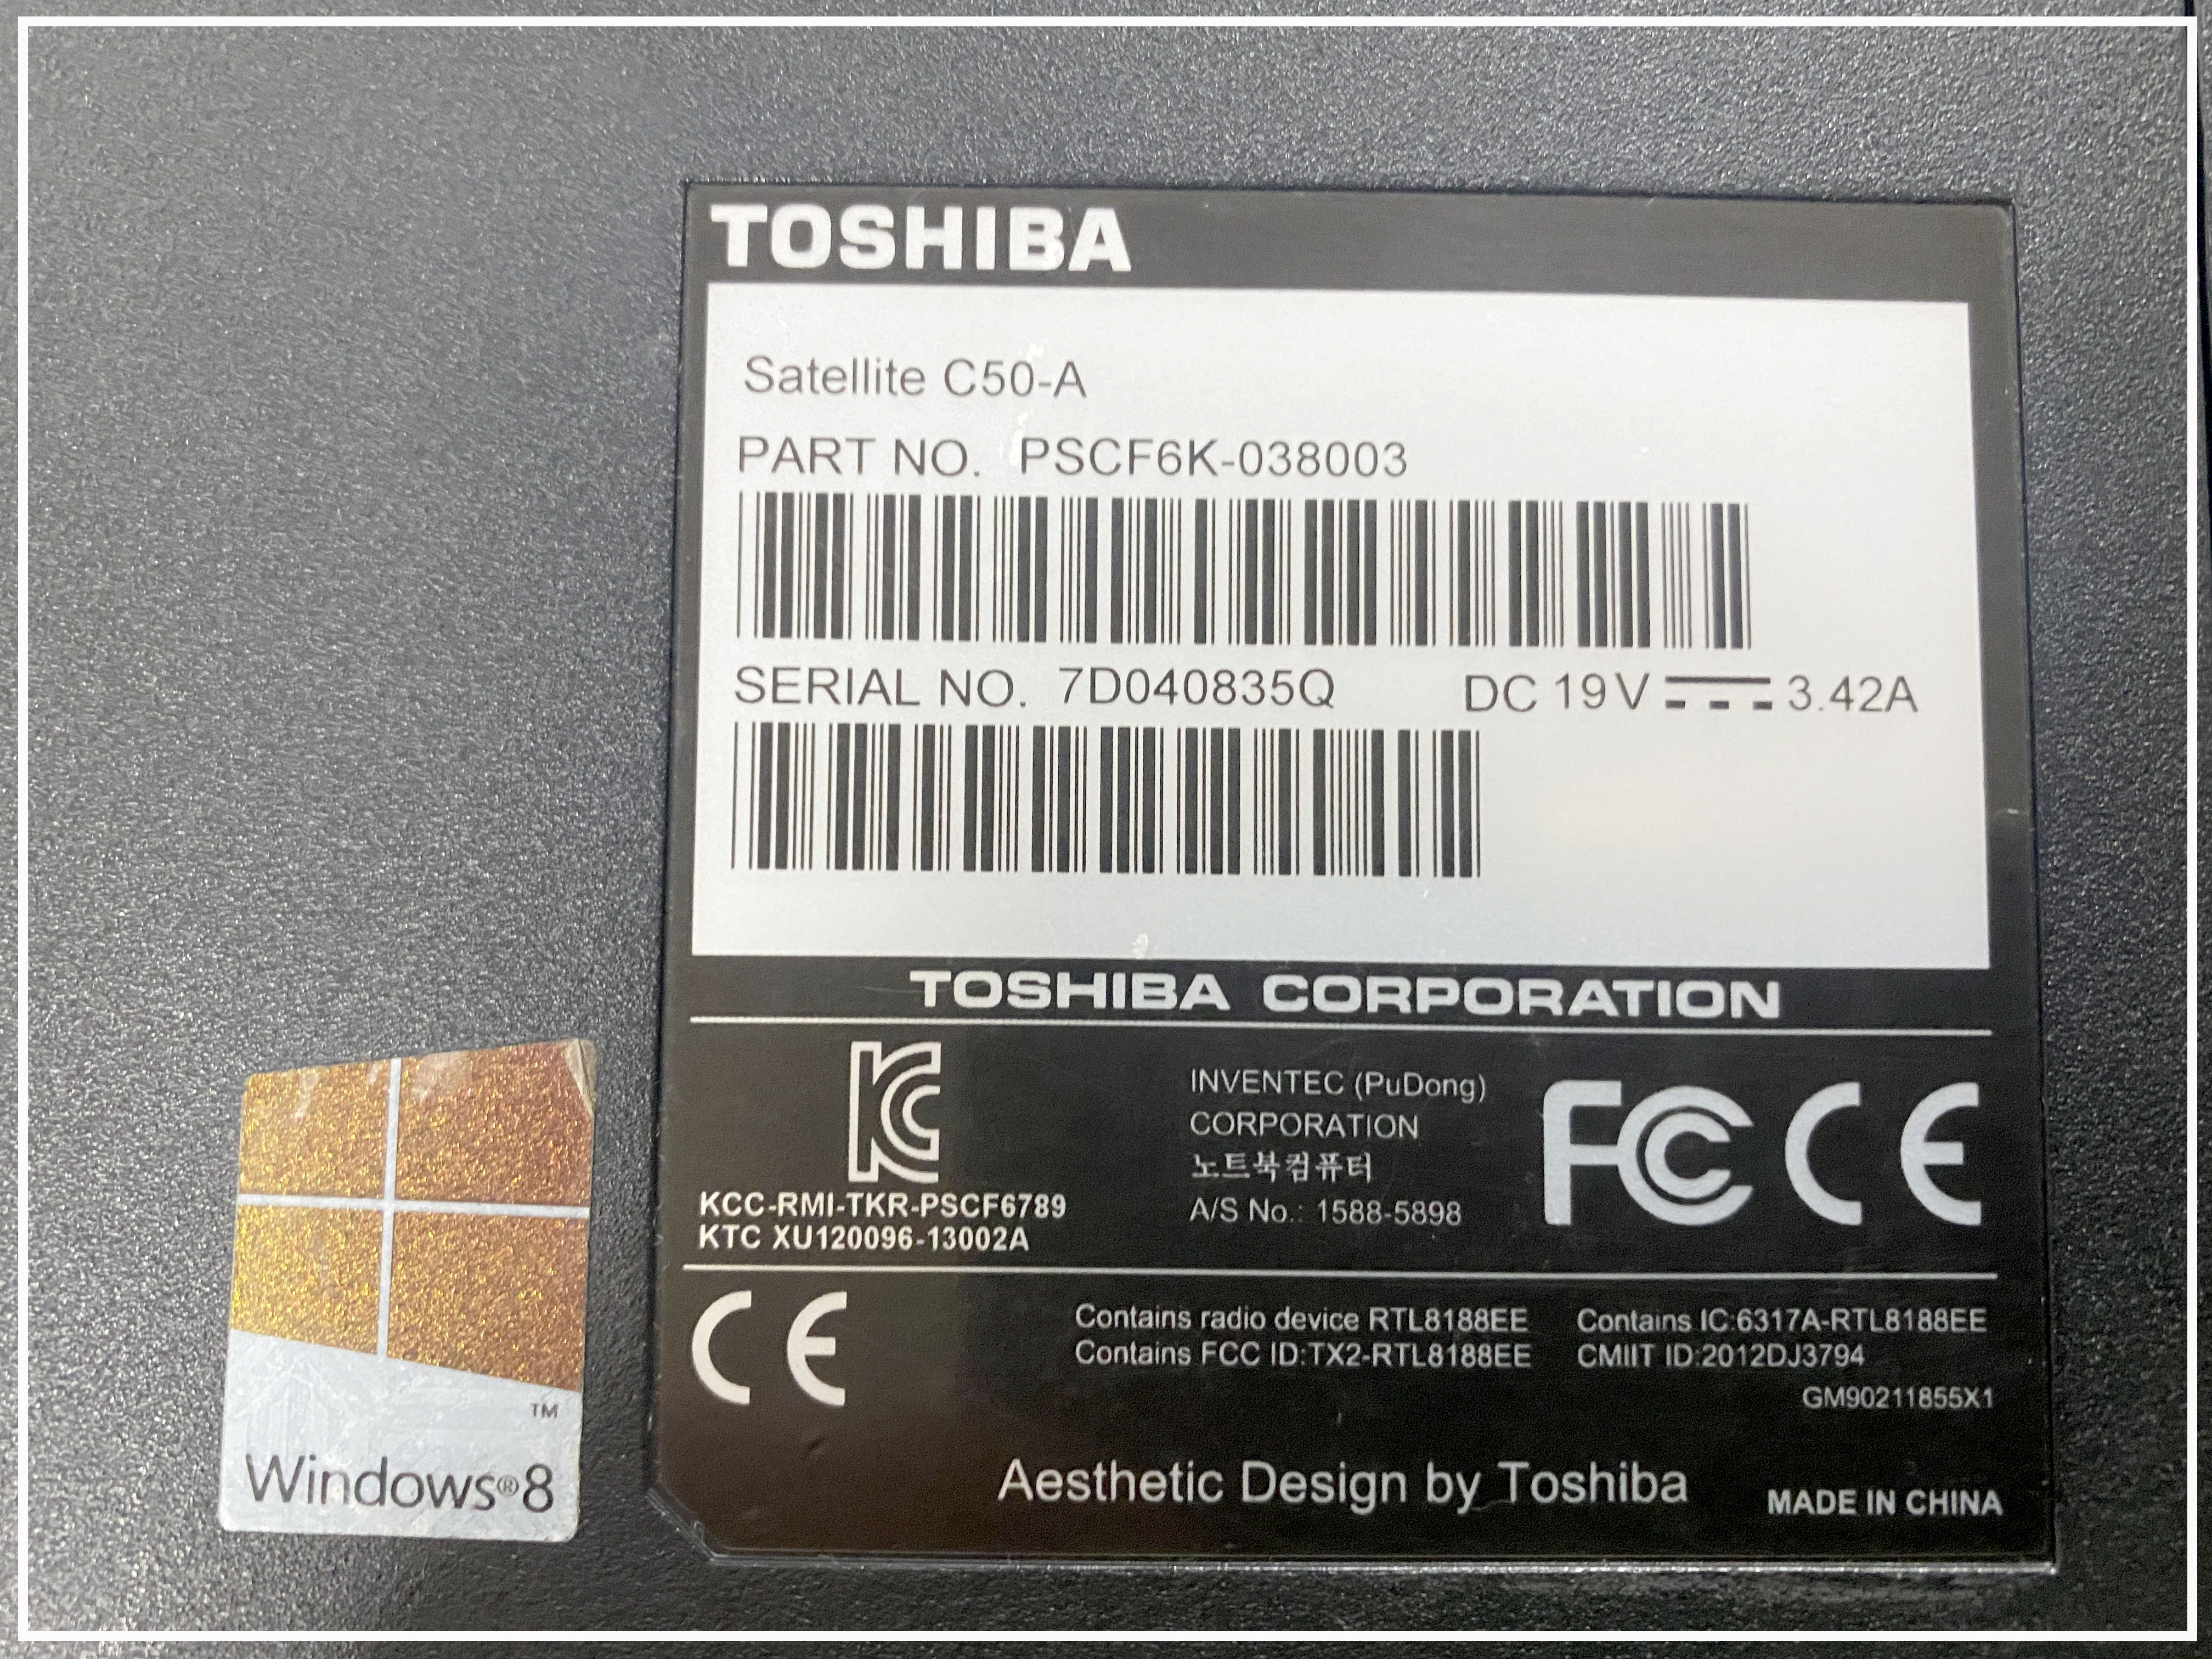 TOSHIBA
Satellite C50-A
PART NO. PSCF6K-038003
SERIAL NO. 7D040835Q DC 19V 3.42A
TOSHIBA CORPORATION
KC
KCC-RMI-TKR-PSCF6789
KTC XU120096-13002A
INVENTEC (PuDong)
CORPORATION
노트북컴퓨터
A/S No.: 1588-5898
FC CE
CE
Contains radio device RTL8188EE
Contains FCC ID:TX2-RTL8188EE
Contains IC:6317A-RTL8188EE
CMIIT ID:2012DJ3794
GM90211855X1
Aesthetic Design by Toshiba
MADE IN CHINA
TM
Windows®8